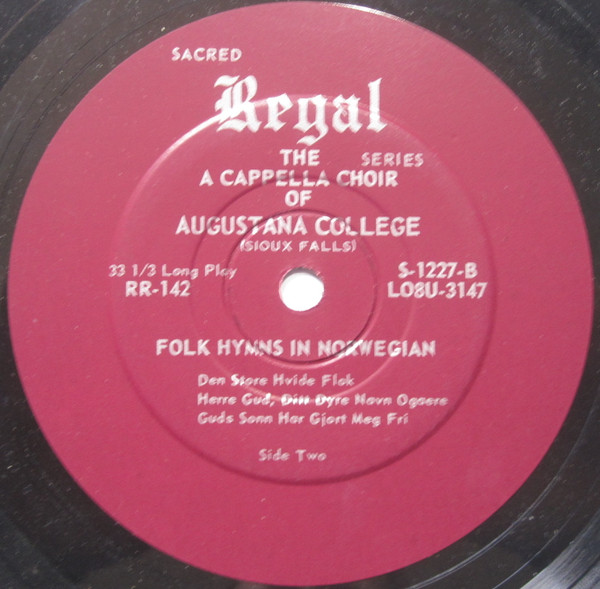 SACRED
Regal
THE SERIES
A CAPPELLA CHOIR
OF
AUGUSTANA COLLEGE
(SIOUX FALLS)
33 1/3 Long Play S-1227-B
RR-142 LO8U-3147
FOLK HYMNS IN NORWEGIAN
Den Store Hvide Flok
Herre Gud, Ditt Dyre Navn Ogaere
Guds Sonn Har Gjort Meg Fri
Side Two